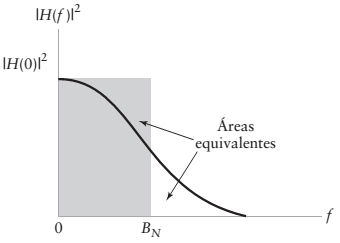 |H(f)|²
|H(0)|²
Áreas
equivalentes
f
0
B_N